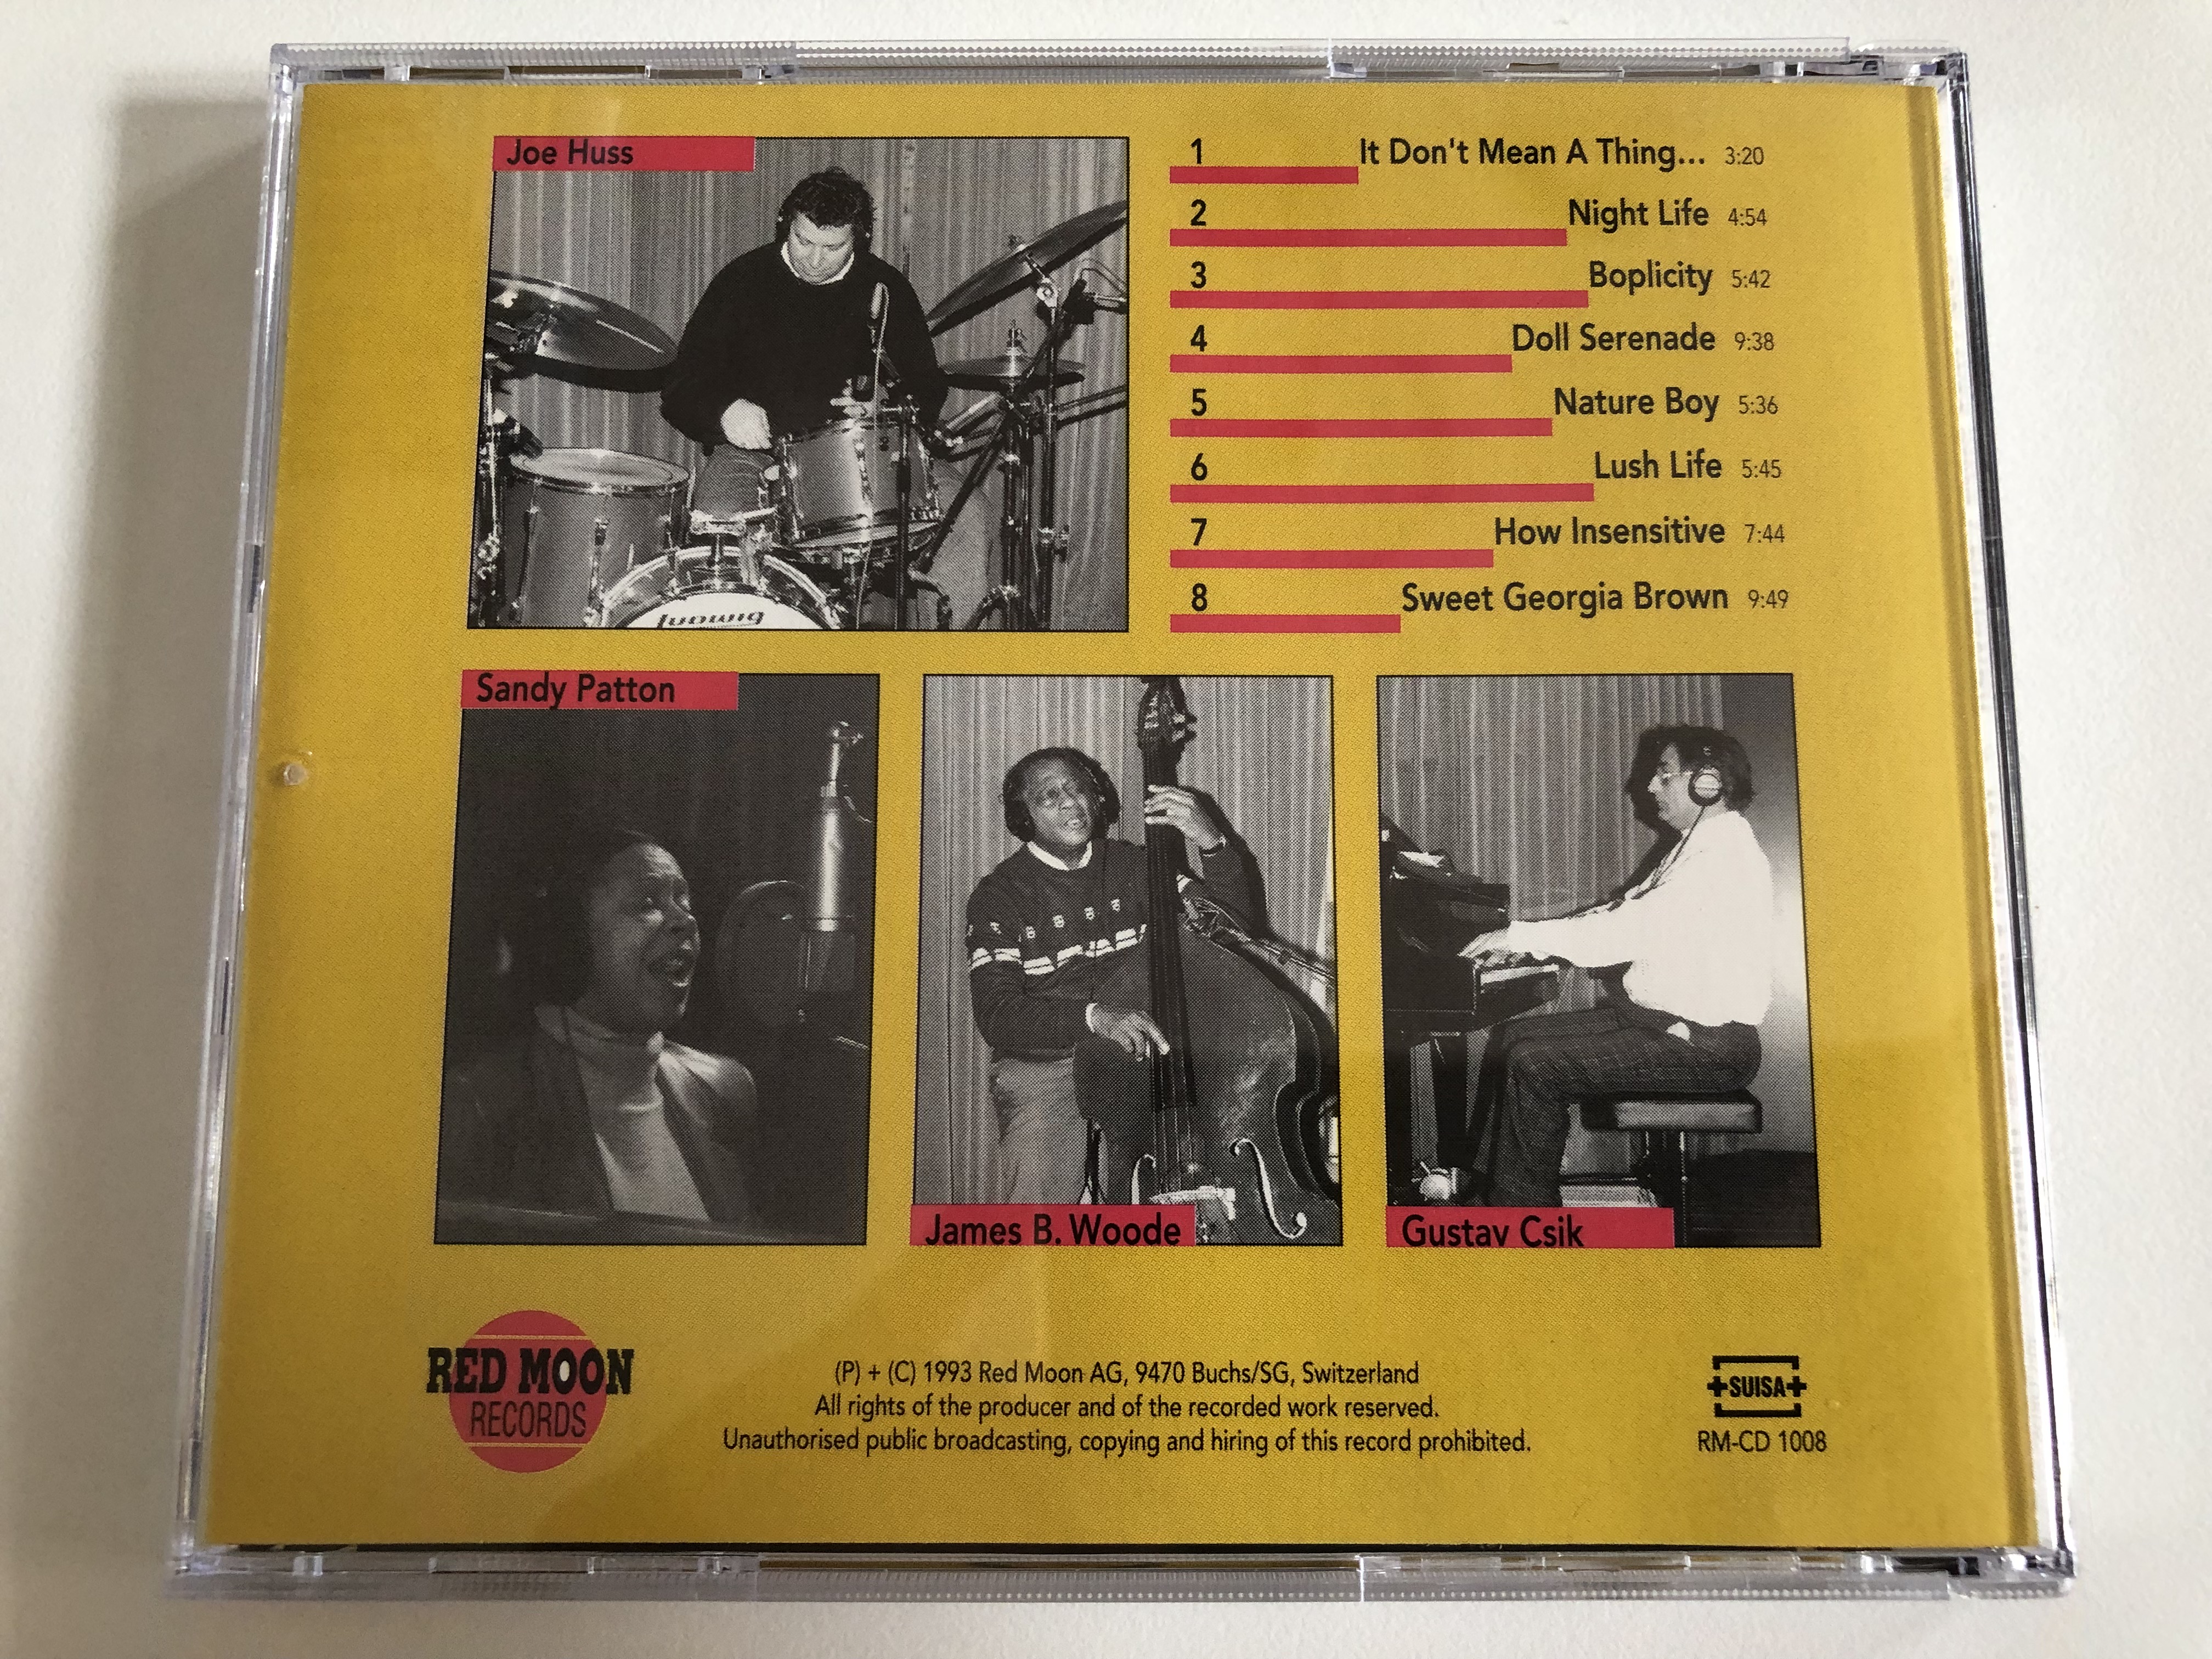 Joe Huss
1 It Don't Mean A Thing... 3:20
2 Night Life 4:54
3 Boplicity 5:42
4 Doll Serenade 9:38
5 Nature Boy 5:36
6 Lush Life 5:45
7 How Insensitive 7:44
8 Sweet Georgia Brown 9:49
Ludwig
Sandy Patton
James B. Woode
Gustav Csik
RED MOON
RECORDS
(P) + (C) 1993 Red Moon AG, 9470 Buchs/SG, Switzerland
All rights of the producer and of the recorded work reserved.
Unauthorised public broadcasting, copying and hiring of this record prohibited.
+SUISA+
RM-CD 1008